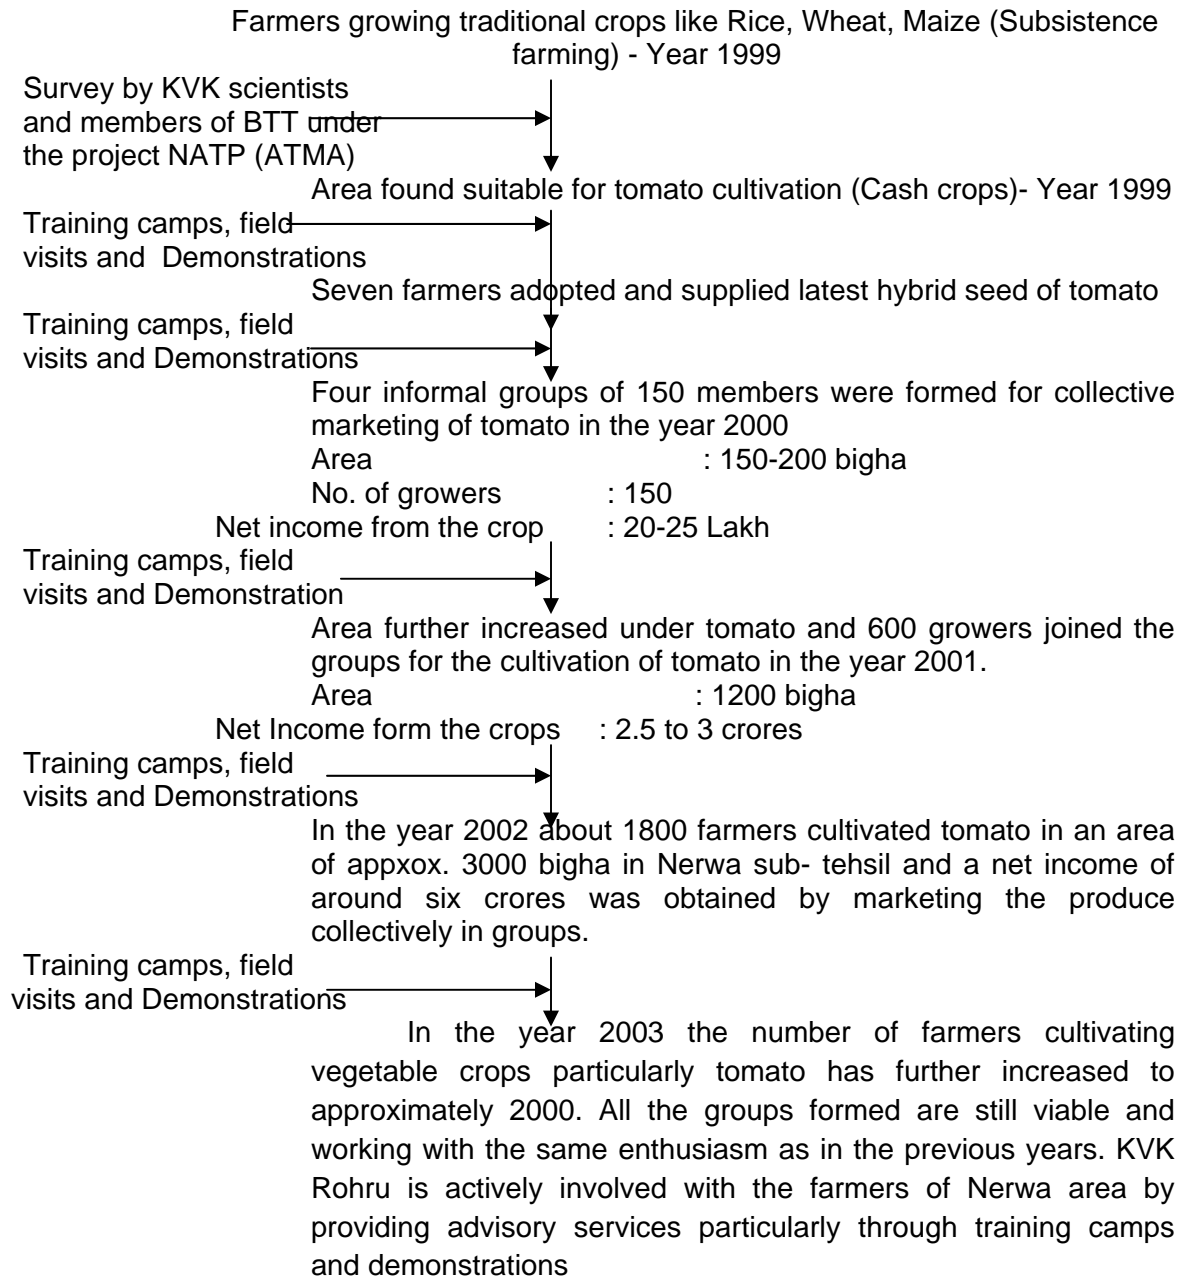 Farmers growing traditional crops like Rice, Wheat, Maize (Subsistence
farming) - Year 1999
Survey by KVK scientists
and members of BTT under
the project NATP (ATMA)
Area found suitable for tomato cultivation (Cash crops)- Year 1999
Training camps, field
visits and Demonstrations
Seven farmers adopted and supplied latest hybrid seed of tomato
Training camps, field
visits and Demonstrations
Four informal groups of 150 members were formed for collective
marketing of tomato in the year 2000
Area : 150-200 bigha
No. of growers : 150
Net income from the crop : 20-25 Lakh
Training camps, field
visits and Demonstration
Area further increased under tomato and 600 growers joined the
groups for the cultivation of tomato in the year 2001.
Area : 1200 bigha
Net Income form the crops : 2.5 to 3 crores
Training camps, field
visits and Demonstrations
In the year 2002 about 1800 farmers cultivated tomato in an area
of appxox. 3000 bigha in Nerwa sub- tehsil and a net income of
around six crores was obtained by marketing the produce
collectively in groups.
Training camps, field
visits and Demonstrations
In the year 2003 the number of farmers cultivating
vegetable crops particularly tomato has further increased to
approximately 2000. All the groups formed are still viable and
working with the same enthusiasm as in the previous years. KVK
Rohru is actively involved with the farmers of Nerwa area by
providing advisory services particularly through training camps
and demonstrations